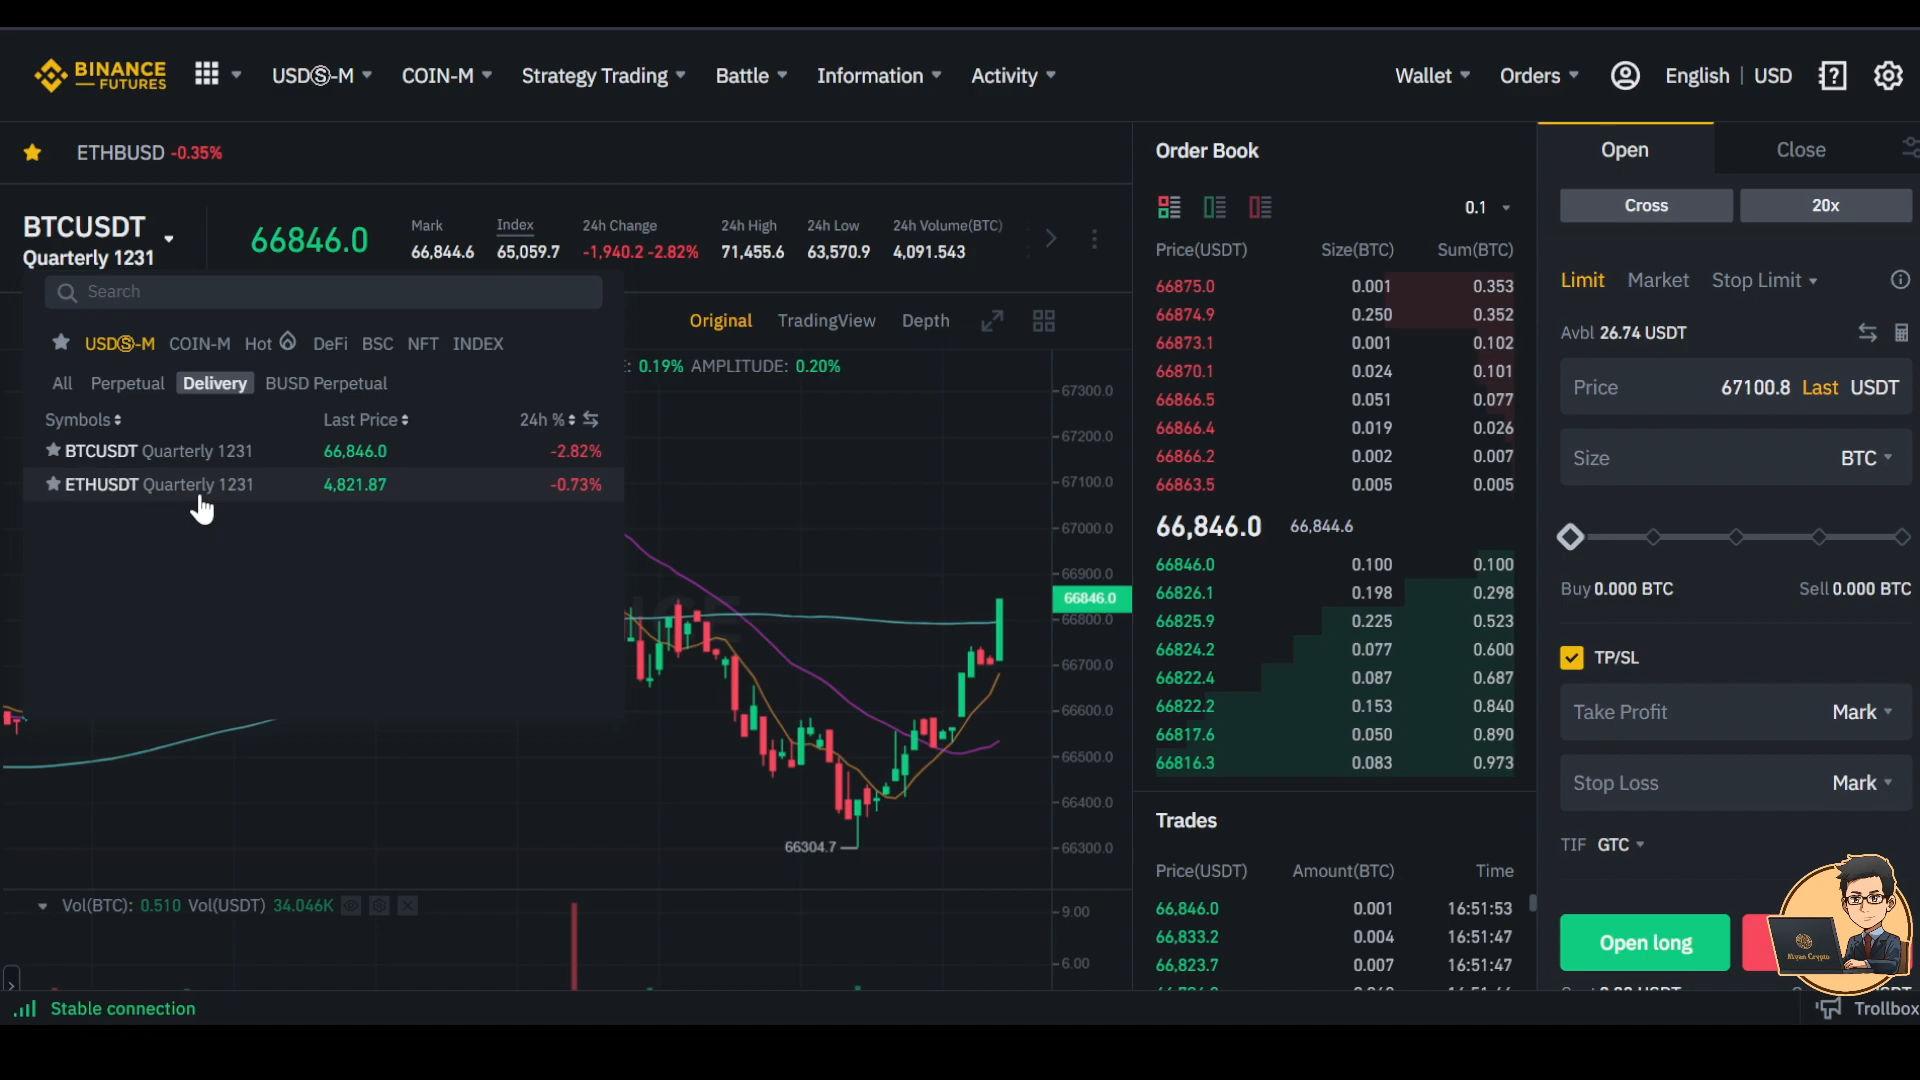 BINANCE
FUTURES
USDⓈ-M
COIN-M
Strategy Trading
Battle
Information
Activity
Wallet
Orders
English
USD
ETHBUSD -0.35%
BTCUSDT
Quarterly 1231
66846.0
Mark
66,844.6
Index
65,059.7
24h Change
-1,940.2 -2.82%
24h High
71,455.6
24h Low
63,570.9
24h Volume(BTC)
4,091.543
Search
USDⓈ-M COIN-M Hot DeFi BSC NFT INDEX
All Perpetual Delivery BUSD Perpetual
Symbols Last Price 24h %
BTCUSDT Quarterly 1231 66,846.0 -2.82%
ETHUSDT Quarterly 1231 4,821.87 -0.73%
Original TradingView Depth
: 0.19% AMPLITUDE: 0.20%
67300.0
67200.0
67100.0
67000.0
66900.0
66846.0
66800.0
66700.0
66600.0
66500.0
66400.0
66300.0
66304.7
Vol(BTC): 0.510 Vol(USDT) 34.046K
9.00
6.00
Stable connection
Order Book
0.1
Price(USDT) Size(BTC) Sum(BTC)
66875.0 0.001 0.353
66874.9 0.250 0.352
66873.1 0.001 0.102
66870.1 0.024 0.101
66866.5 0.051 0.077
66866.4 0.019 0.026
66866.2 0.002 0.007
66863.5 0.005 0.005
66,846.0 66,844.6
66846.0 0.100 0.100
66826.1 0.198 0.298
66825.9 0.225 0.523
66824.2 0.077 0.600
66822.4 0.087 0.687
66822.2 0.153 0.840
66817.6 0.050 0.890
66816.3 0.083 0.973
Trades
Price(USDT) Amount(BTC) Time
66,846.0 0.001 16:51:53
66,833.2 0.004 16:51:47
66,823.7 0.007 16:51:47
Open Close
Cross 20x
Limit Market Stop Limit
Avbl 26.74 USDT
Price 67100.8 Last USDT
Size BTC
Buy 0.000 BTC Sell 0.000 BTC
TP/SL
Take Profit Mark
Stop Loss Mark
TIF GTC
Open long
Trollbox